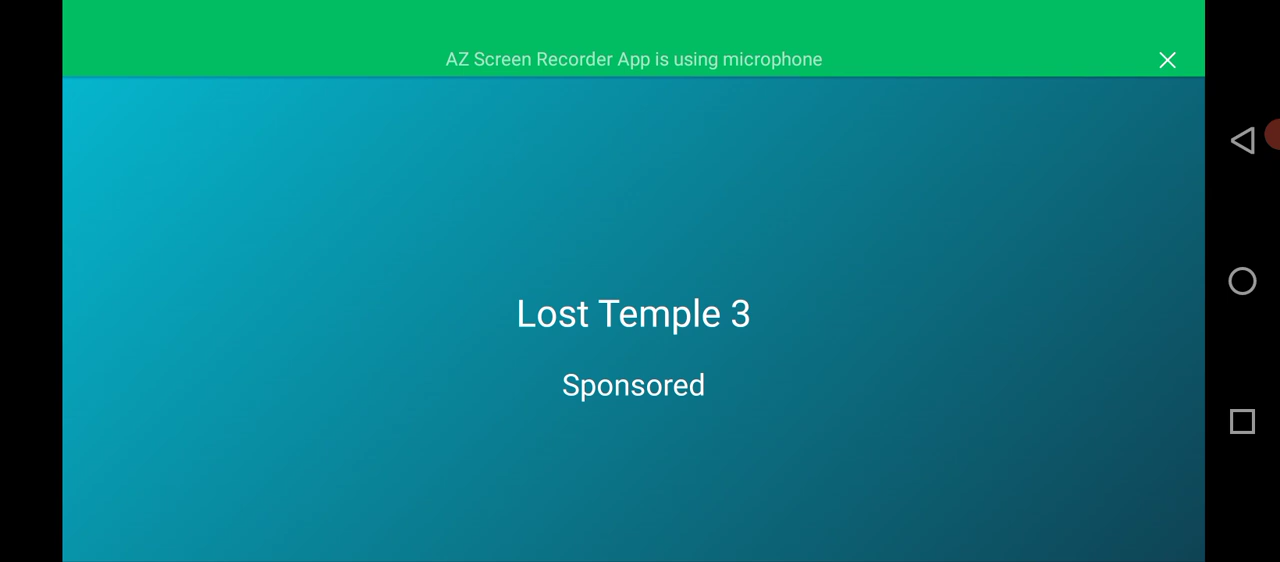 AZ Screen Recorder App is using microphone
Lost Temple 3
Sponsored